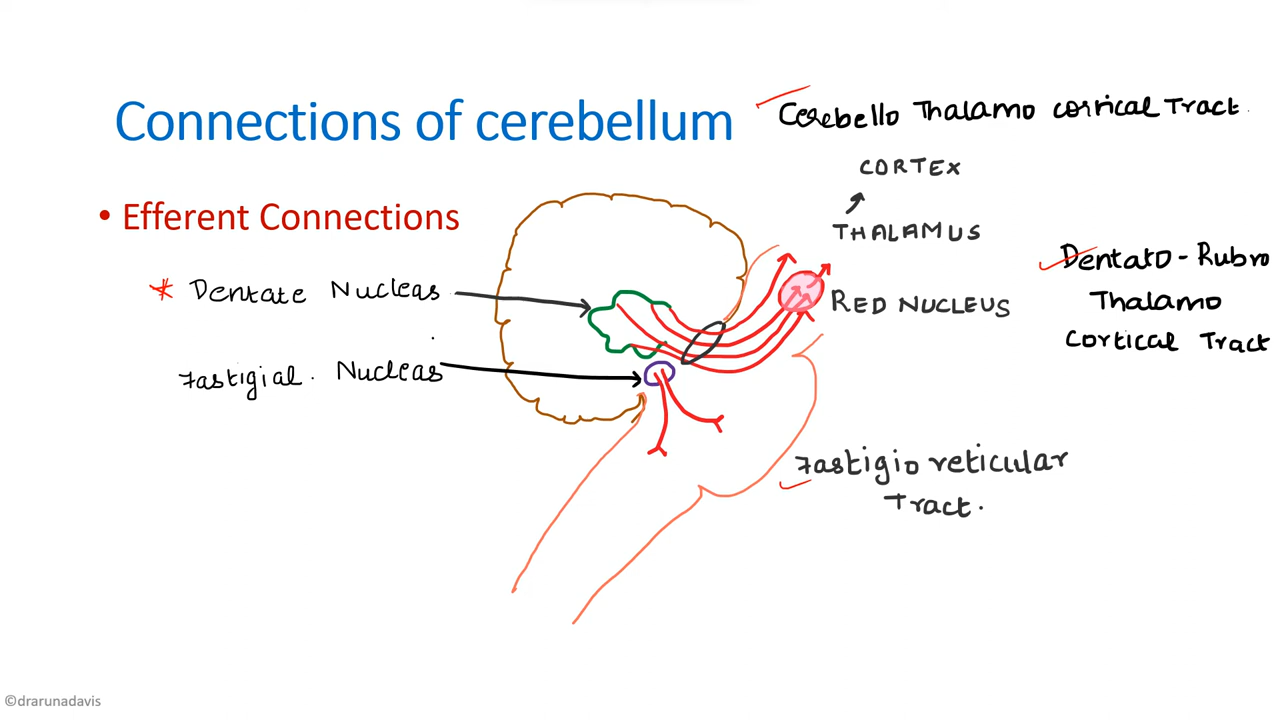 Connections of cerebellum
Cerebello Thalamo cortical Tract.
CORTEX
• Efferent Connections
THALAMUS
* Dentate Nucleas
RED NUCLEUS
Dentato - Rubro
Thalamo
Cortical Tract
Fastigial. Nucleas
Fastigio reticular
Tract.
©drarunadavis